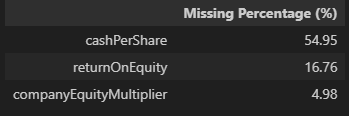 Missing Percentage (%)
cashPerShare 54.95
returnOnEquity 16.76
companyEquityMultiplier 4.98